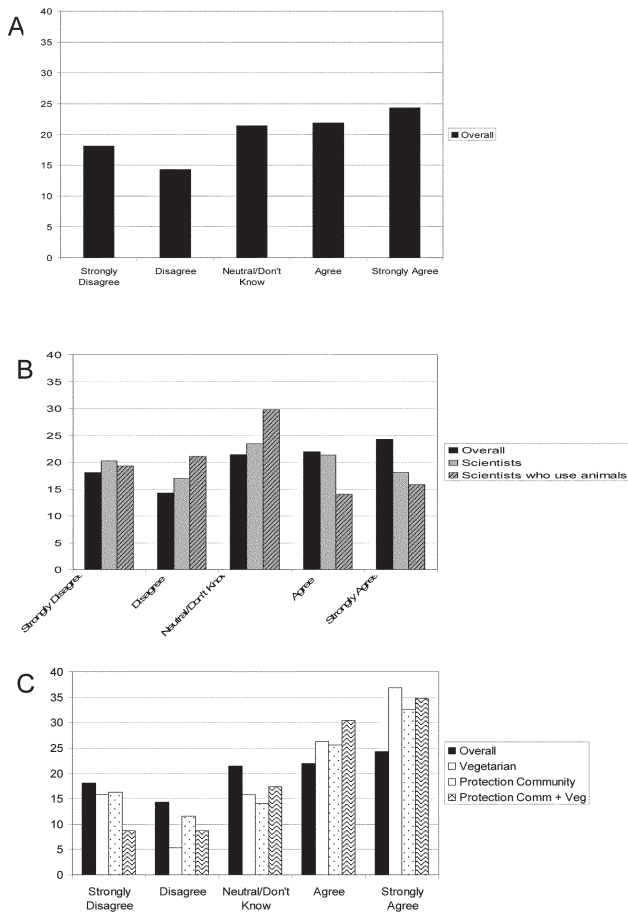 A
40
35
30
25
20
15
10
5
0
Overall
Strongly Disagree
Disagree
Neutral/Don't Know
Agree
Strongly Agree
B
40
35
30
25
20
15
10
5
0
Overall
Scientists
Scientists who use animals
Strongly Disagre
Disagree
Neutral/Don't Kno
Agree
Strongly Agree
C
40
35
30
25
20
15
10
5
0
Overall
Vegetarian
Protection Community
Protection Comm + Veg
Strongly Disagree
Disagree
Neutral/Don't Know
Agree
Strongly Agree